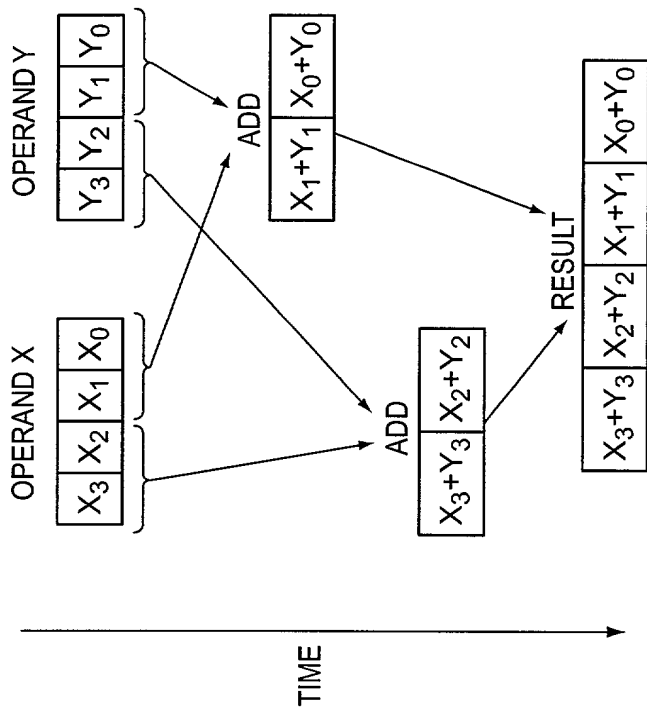 OPERAND X
X3 X2 X1 X0
OPERAND Y
Y3 Y2 Y1 Y0
ADD
X1+Y1 X0+Y0
ADD
X3+Y3 X2+Y2
RESULT
X3+Y3 X2+Y2 X1+Y1 X0+Y0
TIME